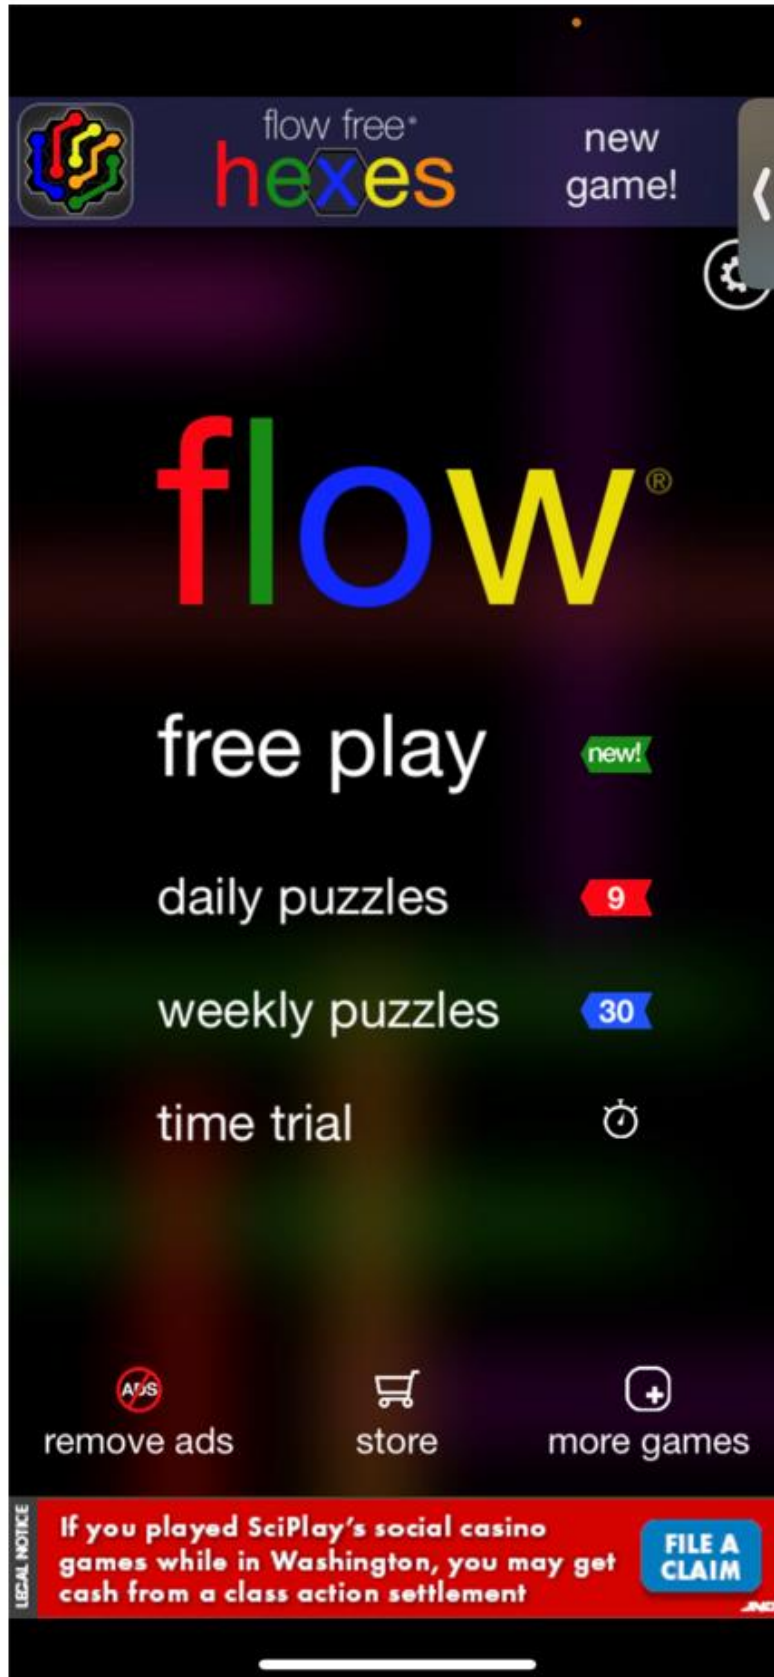 flow free®
hexes
new
game!
flow®
free play
new!
daily puzzles
9
weekly puzzles
30
time trial
ADS
remove ads
store
more games
LEGAL NOTICE
If you played SciPlay's social casino
games while in Washington, you may get
cash from a class action settlement
FILE A
CLAIM